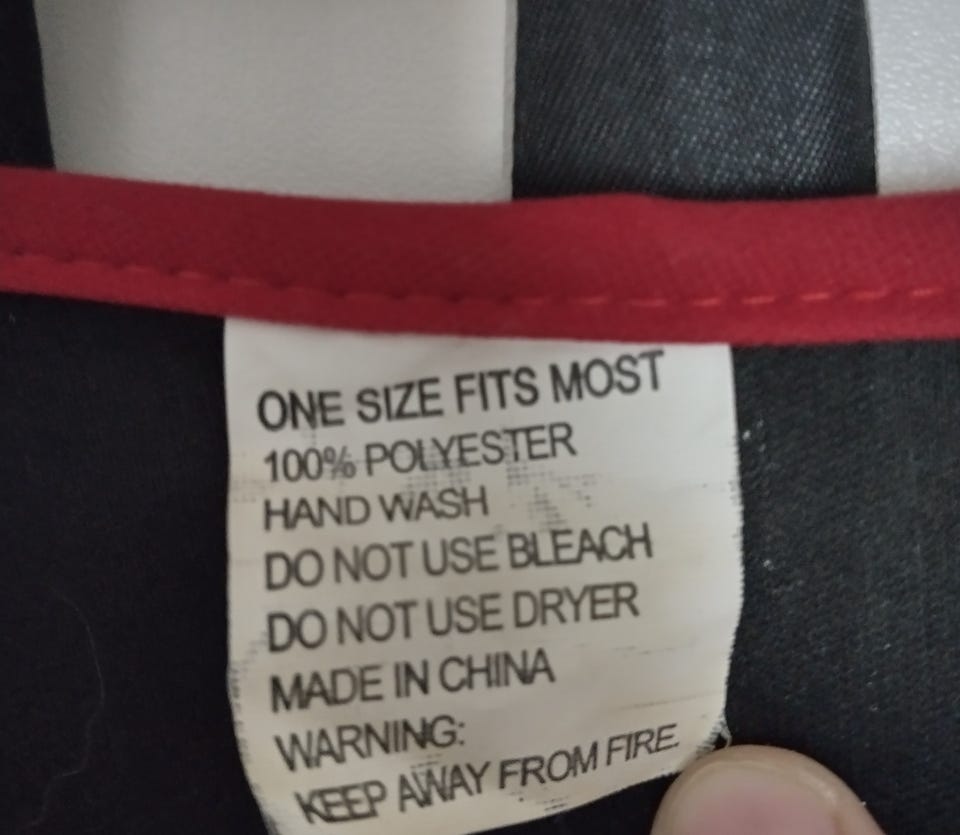 ONE SIZE FITS MOST
100% POLYESTER
HAND WASH
DO NOT USE BLEACH
DO NOT USE DRYER
MADE IN CHINA
WARNING:
KEEP AWAY FROM FIRE.